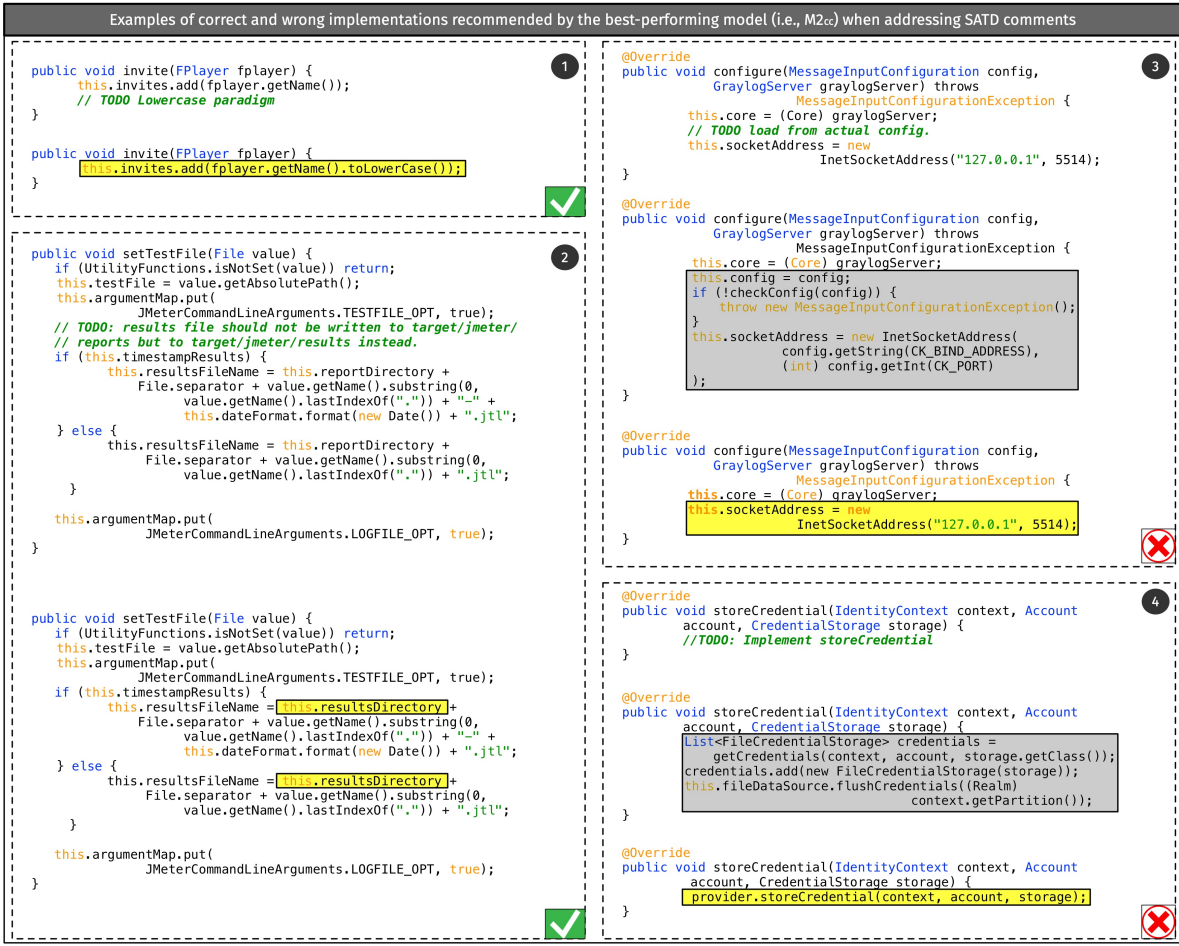 Examples of correct and wrong implementations recommended by the best-performing model (i.e., M2cc) when addressing SATD comments
1
public void invite(FPlayer fplayer) {
this.invites.add(fplayer.getName());
// TODO Lowercase paradigm
}
public void invite(FPlayer fplayer) {
this.invites.add(fplayer.getName().toLowerCase());
}
2
public void setTestFile(File value) {
if (UtilityFunctions.isNotSet(value)) return;
this.testFile = value.getAbsolutePath();
this.argumentMap.put(
JMeterCommandLineArguments.TESTFILE_OPT, true);
// TODO: results file should not be written to target/jmeter/
// reports but to target/jmeter/results instead.
if (this.timestampResults) {
this.resultsFileName = this.reportDirectory +
File.separator + value.getName().substring(0,
value.getName().lastIndexOf(".")) + "-" +
this.dateFormat.format(new Date()) + ".jtl";
} else {
this.resultsFileName = this.reportDirectory +
File.separator + value.getName().substring(0,
value.getName().lastIndexOf(".")) + ".jtl";
}
this.argumentMap.put(
JMeterCommandLineArguments.LOGFILE_OPT, true);
}
public void setTestFile(File value) {
if (UtilityFunctions.isNotSet(value)) return;
this.testFile = value.getAbsolutePath();
this.argumentMap.put(
JMeterCommandLineArguments.TESTFILE_OPT, true);
if (this.timestampResults) {
this.resultsFileName = this.resultsDirectory +
File.separator + value.getName().substring(0,
value.getName().lastIndexOf(".")) + "-" +
this.dateFormat.format(new Date()) + ".jtl";
} else {
this.resultsFileName = this.resultsDirectory +
File.separator + value.getName().substring(0,
value.getName().lastIndexOf(".")) + ".jtl";
}
this.argumentMap.put(
JMeterCommandLineArguments.LOGFILE_OPT, true);
}
3
@Override
public void configure(MessageInputConfiguration config,
GraylogServer graylogServer) throws
MessageInputConfigurationException {
this.core = (Core) graylogServer;
// TODO load from actual config.
this.socketAddress = new
InetSocketAddress("127.0.0.1", 5514);
}
@Override
public void configure(MessageInputConfiguration config,
GraylogServer graylogServer) throws
MessageInputConfigurationException {
this.core = (Core) graylogServer;
this.config = config;
if (!checkConfig(config)) {
throw new MessageInputConfigurationException();
}
this.socketAddress = new InetSocketAddress(
config.getString(CK_BIND_ADDRESS),
(int) config.getInt(CK_PORT)
);
}
@Override
public void configure(MessageInputConfiguration config,
GraylogServer graylogServer) throws
MessageInputConfigurationException {
this.core = (Core) graylogServer;
this.socketAddress = new
InetSocketAddress("127.0.0.1", 5514);
}
4
@Override
public void storeCredential(IdentityContext context, Account
account, CredentialStorage storage) {
//TODO: Implement storeCredential
}
@Override
public void storeCredential(IdentityContext context, Account
account, CredentialStorage storage) {
List<FileCredentialStorage> credentials =
getCredentials(context, account, storage.getClass());
credentials.add(new FileCredentialStorage(storage));
this.fileDataSource.flushCredentials((Realm)
context.getPartition());
}
@Override
public void storeCredential(IdentityContext context, Account
account, CredentialStorage storage) {
provider.storeCredential(context, account, storage);
}